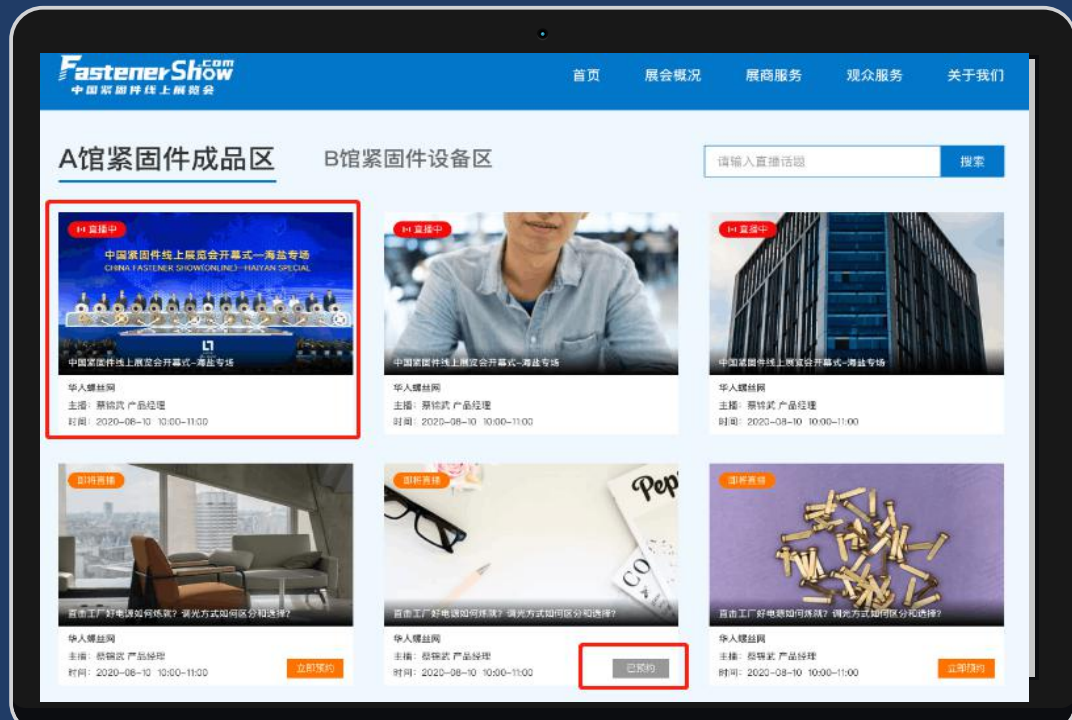 FastenerShow.com
中国紧固件线上展览会
首页 展会概况 展商服务 观众服务 关于我们
A馆紧固件成品区 B馆紧固件设备区
请输入直播话题 搜索
直播中
中国紧固件线上展览会开幕式—海盐专场
CHINA FASTENER SHOW(ONLINE)—HAIYAN SPECIAL
中国紧固件线上展览会开幕式-海盐专场
华人螺丝网
主播: 蔡锦武 产品经理
时间: 2020-08-10 10:00-11:00
直播中
中国紧固件线上展览会开幕式-海盐专场
华人螺丝网
主播: 蔡锦武 产品经理
时间: 2020-08-10 10:00-11:00
直播中
中国紧固件线上展览会开幕式-海盐专场
华人螺丝网
主播: 蔡锦武 产品经理
时间: 2020-08-10 10:00-11:00
即将直播
直击工厂好电源如何炼就? 调光方式如何区分和选择?
华人螺丝网
主播: 蔡锦武 产品经理
时间: 2020-08-10 10:00-11:00
立即预约
即将直播
Pep
CO
直击工厂好电源如何炼就? 调光方式如何区分和选择?
华人螺丝网
主播: 蔡锦武 产品经理
时间: 2020-08-10 10:00-11:00
已预约
即将直播
直击工厂好电源如何炼就? 调光方式如何区分和选择?
华人螺丝网
主播: 蔡锦武 产品经理
时间: 2020-08-10 10:00-11:00
立即预约